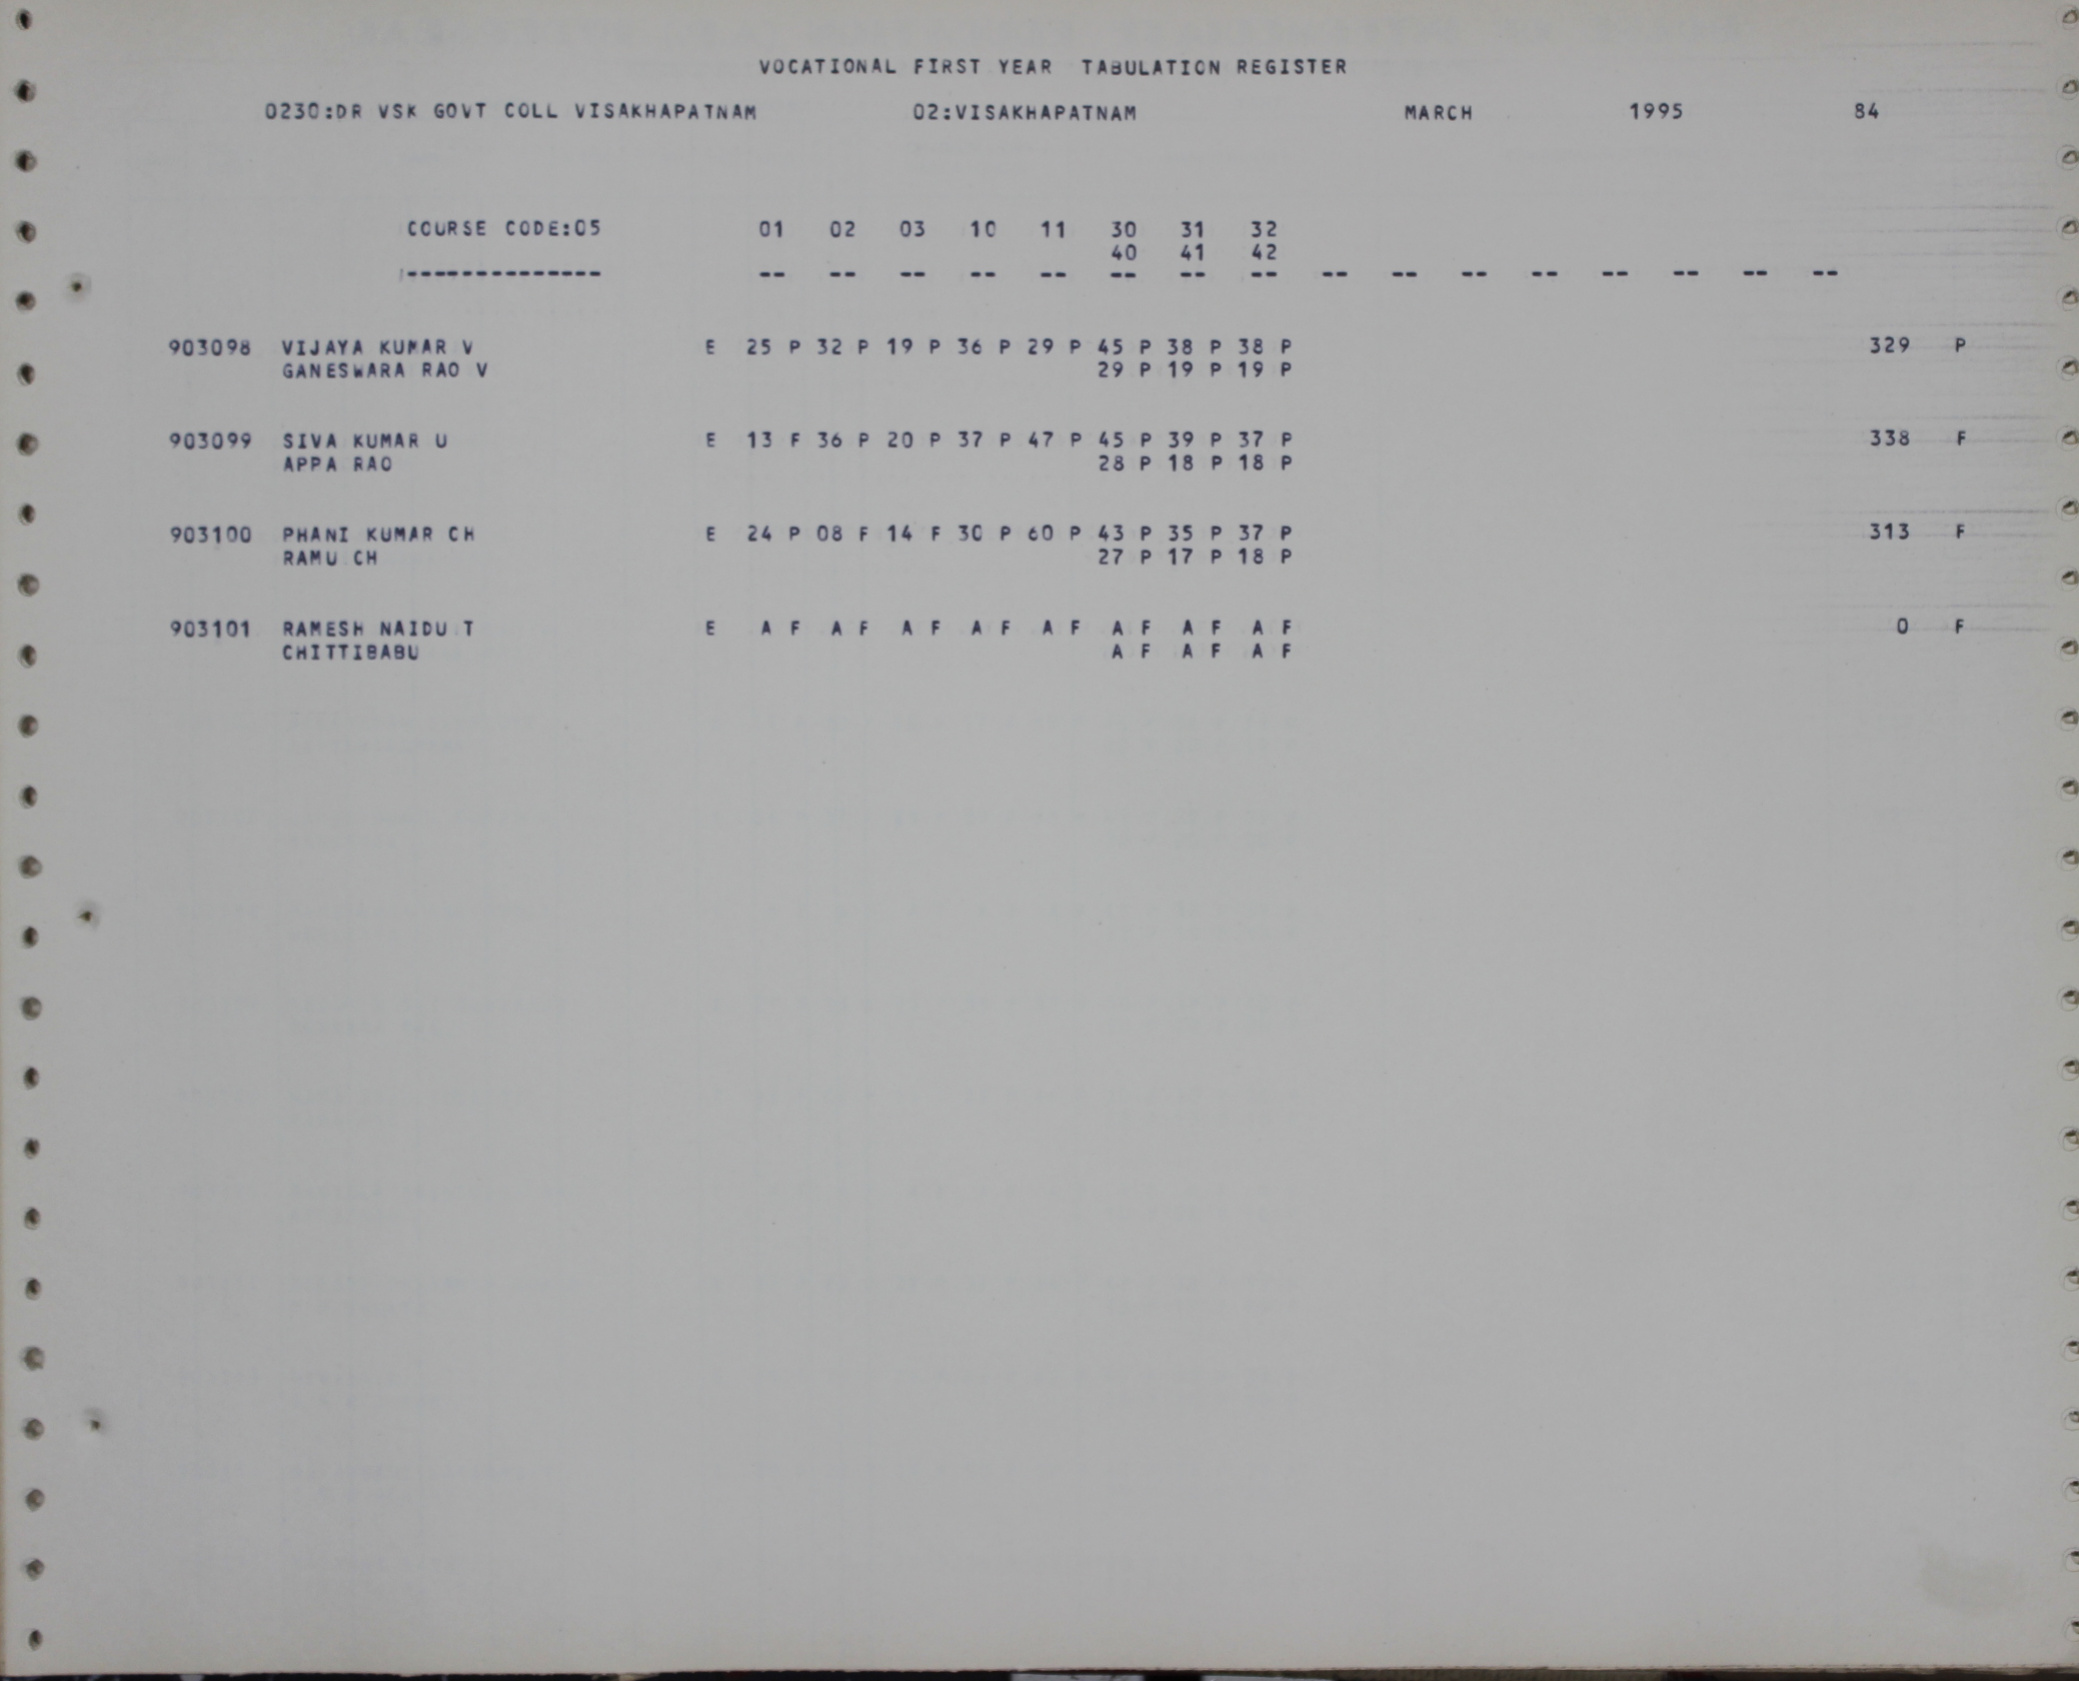 VOCATIONAL FIRST YEAR TABULATION REGISTER
0230:DR VSK GOVT COLL VISAKHAPATNAM 02:VISAKHAPATNAM MARCH 1995 84
COURSE CODE:05 01 02 03 10 11 30 31 32
40 41 42
-------------- -- -- -- -- -- -- -- -- -- -- -- -- -- -- -- --
903098 VIJAYA KUMAR V E 25 P 32 P 19 P 36 P 29 P 45 P 38 P 38 P 329 P
GANESWARA RAO V 29 P 19 P 19 P
903099 SIVA KUMAR U E 13 F 36 P 20 P 37 P 47 P 45 P 39 P 37 P 338 F
APPA RAO 28 P 18 P 18 P
903100 PHANI KUMAR CH E 24 P 08 F 14 F 30 P 60 P 43 P 35 P 37 P 313 F
RAMU CH 27 P 17 P 18 P
903101 RAMESH NAIDU T E A F A F A F A F A F A F A F A F 0 F
CHITTIBABU A F A F A F